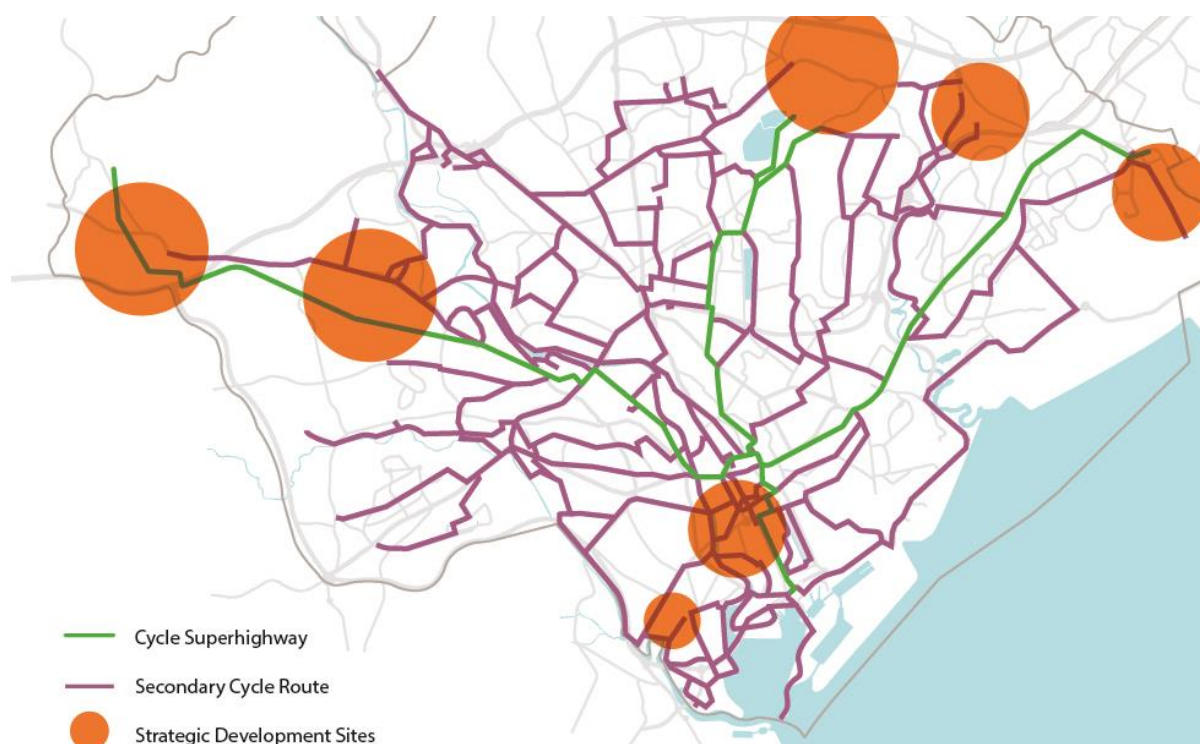 Cycle Superhighway
Secondary Cycle Route
Strategic Development Sites